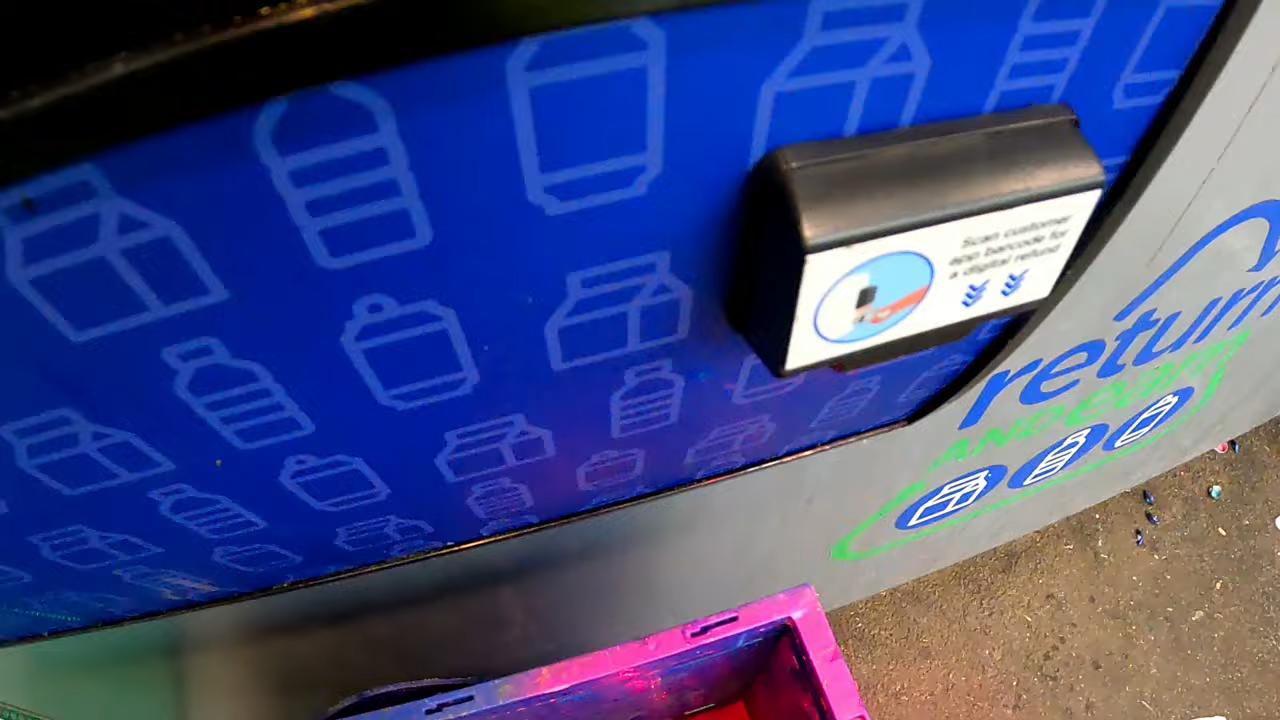 Scan customer
app barcode for
a digital refund
return
AND earn